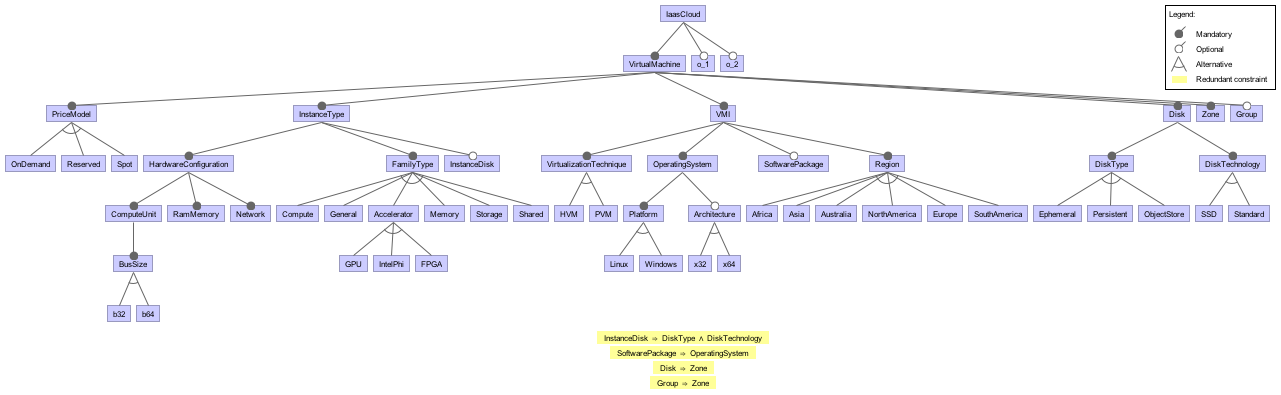 IaasCloud
Legend:
Mandatory
Optional
Alternative
Redundant constraint
VirtualMachine o_1 o_2
PriceModel InstanceType VMI Disk Zone Group
OnDemand Reserved Spot HardwareConfiguration FamilyType InstanceDisk VirtualizationTechnique OperatingSystem SoftwarePackage Region DiskType DiskTechnology
ComputeUnit RamMemory Network Compute General Accelerator Memory Storage Shared HVM PVM Platform Architecture Africa Asia Australia NorthAmerica Europe SouthAmerica Ephemeral Persistent ObjectStore SSD Standard
BusSize GPU IntelPhi FPGA Linux Windows x32 x64
b32 b64
InstanceDisk ⇒ DiskType ∧ DiskTechnology
SoftwarePackage ⇒ OperatingSystem
Disk ⇒ Zone
Group ⇒ Zone